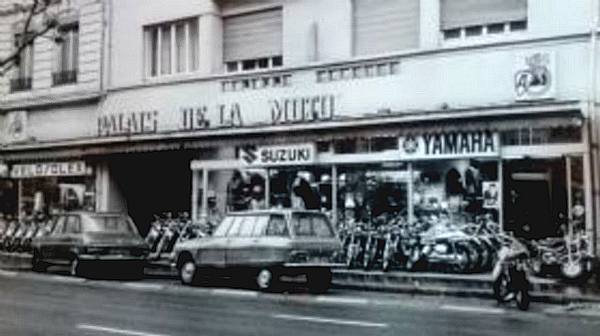 PALAIS DE LA MOTO
SUZUKI
YAMAHA
VELOSOLEX